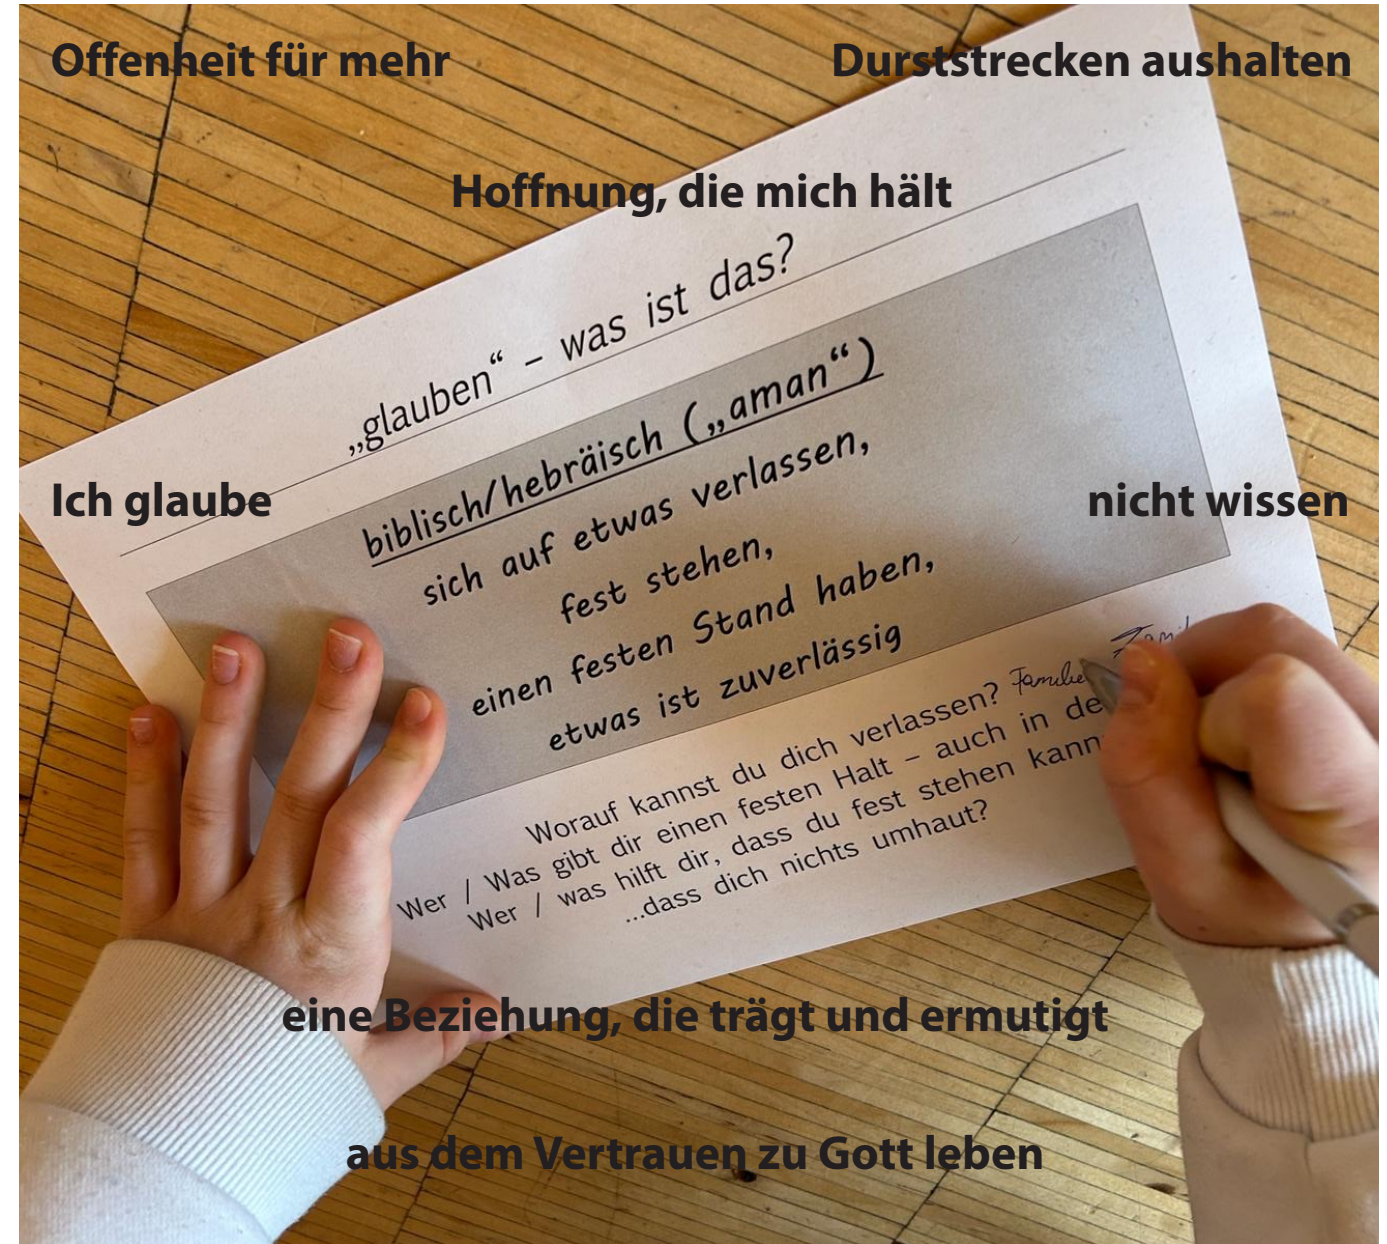 Offenheit für mehr
Durststrecken aushalten
Hoffnung, die mich hält
„glauben“ – was ist das?
biblisch/hebräisch („aman“)
sich auf etwas verlassen,
fest stehen,
einen festen Stand haben,
etwas ist zuverlässig
Ich glaube
nicht wissen
Worauf kannst du dich verlassen? Familie
Wer / Was gibt dir einen festen Halt – auch in
Wer / was hilft dir, dass du fest stehen
...dass dich nichts umhaut?
eine Beziehung, die trägt und ermutigt
aus dem Vertrauen zu Gott leben